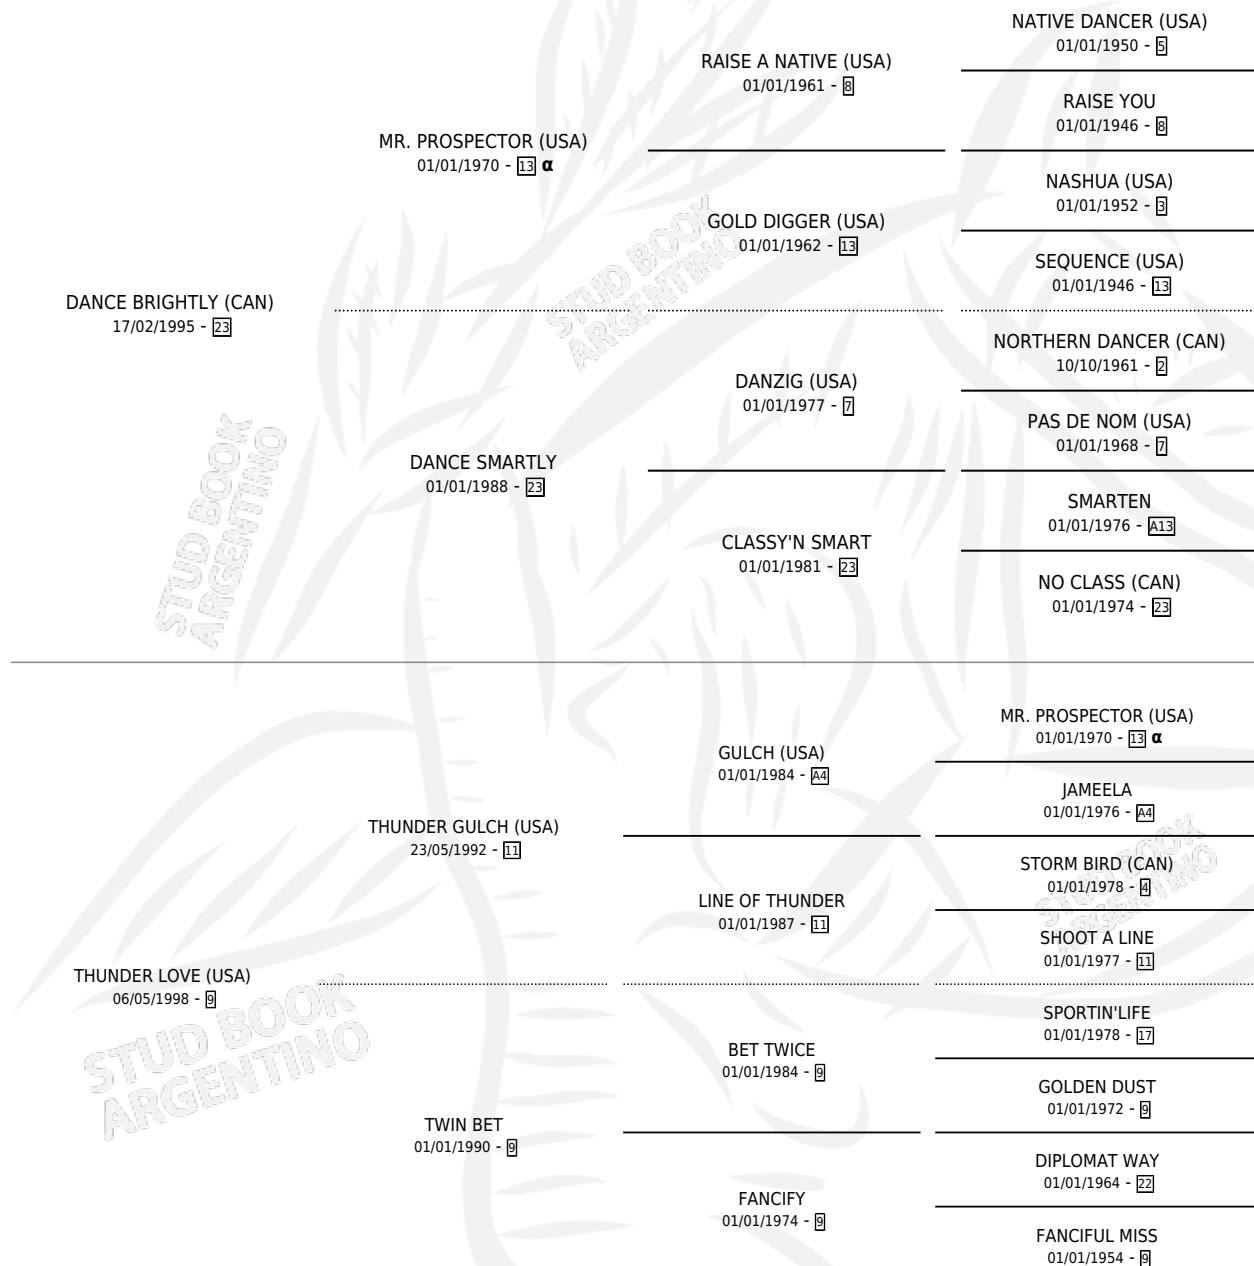 NATIVE DANCER (USA)
01/01/1950 - 5
RAISE A NATIVE (USA)
01/01/1961 - 8
RAISE YOU
01/01/1946 - 8
MR. PROSPECTOR (USA)
01/01/1970 - 13 α
NASHUA (USA)
01/01/1952 - 3
GOLD DIGGER (USA)
01/01/1962 - 13
SEQUENCE (USA)
01/01/1946 - 13
DANCE BRIGHTLY (CAN)
17/02/1995 - 23
NORTHERN DANCER (CAN)
10/10/1961 - 2
DANZIG (USA)
01/01/1977 - 7
PAS DE NOM (USA)
01/01/1968 - 7
DANCE SMARTLY
01/01/1988 - 23
SMARTEN
01/01/1976 - A13
CLASSY'N SMART
01/01/1981 - 23
NO CLASS (CAN)
01/01/1974 - 23
STUD BOOK
ARGENTINO
STUD BOOK
ARGENTINO
MR. PROSPECTOR (USA)
01/01/1970 - 13 α
GULCH (USA)
01/01/1984 - A4
JAMEELA
01/01/1976 - A4
THUNDER GULCH (USA)
23/05/1992 - 11
STORM BIRD (CAN)
01/01/1978 - 4
LINE OF THUNDER
01/01/1987 - 11
SHOOT A LINE
01/01/1977 - 11
THUNDER LOVE (USA)
06/05/1998 - 9
SPORTIN'LIFE
01/01/1978 - 17
BET TWICE
01/01/1984 - 9
GOLDEN DUST
01/01/1972 - 9
TWIN BET
01/01/1990 - 9
DIPLOMAT WAY
01/01/1964 - 22
FANCIFY
01/01/1974 - 9
FANCIFUL MISS
01/01/1954 - 9
STUD BOOK
ARGENTINO
STUD BOOK
ARGENTINO